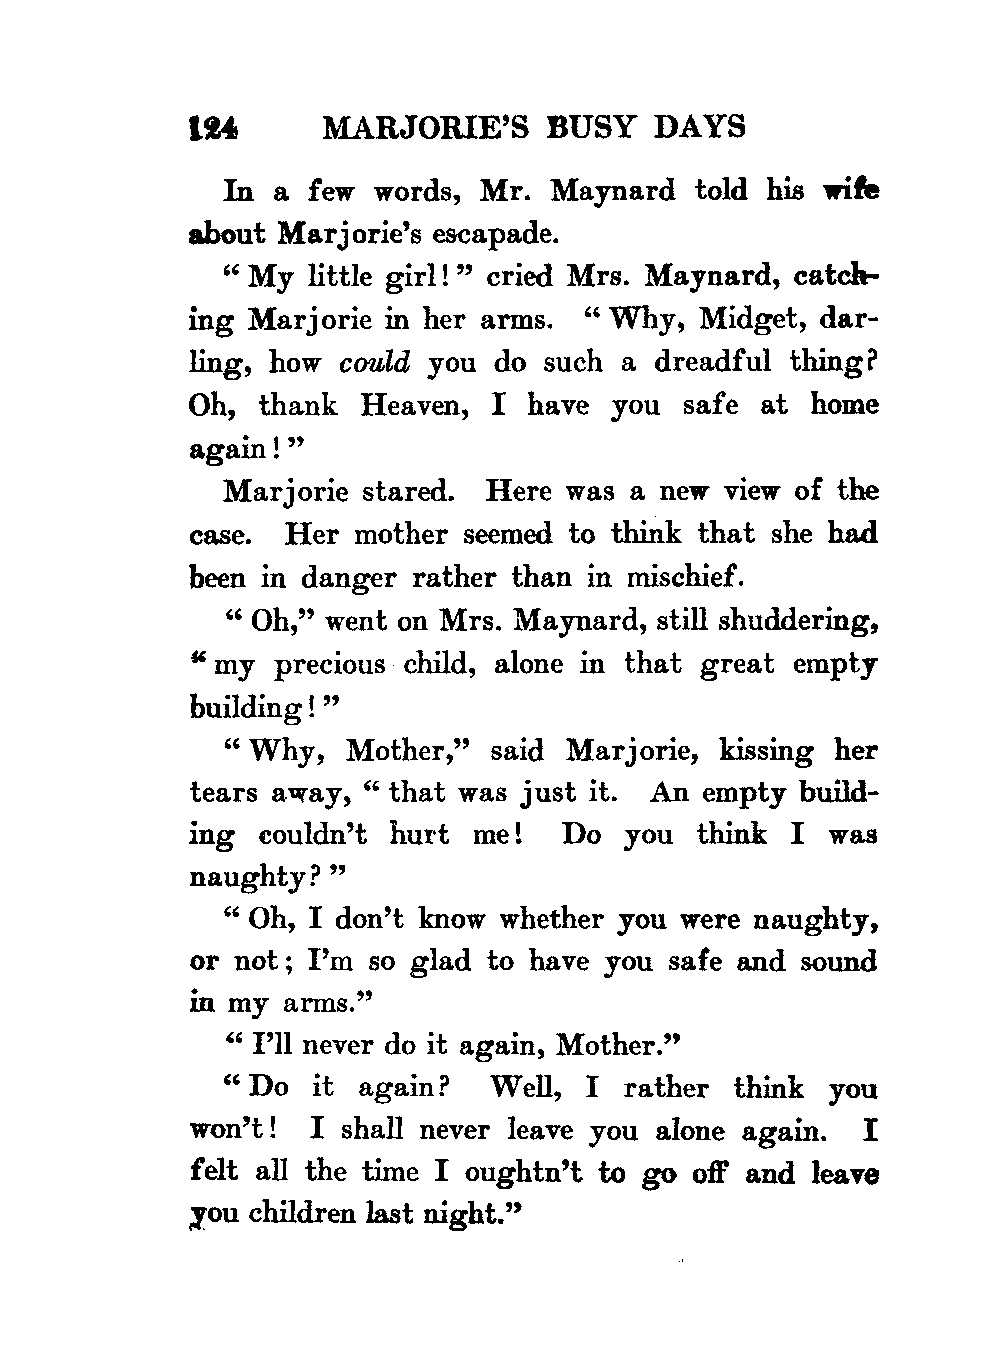 124 MARJORIE'S BUSY DAYS
In a few words, Mr. Maynard told his wife
about Marjorie's escapade.
"My little girl!" cried Mrs. Maynard, catch-
ing Marjorie in her arms. "Why, Midget, dar-
ling, how could you do such a dreadful thing?
Oh, thank Heaven, I have you safe at home
again!"
Marjorie stared. Here was a new view of the
case. Her mother seemed to think that she had
been in danger rather than in mischief.
"Oh," went on Mrs. Maynard, still shuddering,
"my precious child, alone in that great empty
building!"
"Why, Mother," said Marjorie, kissing her
tears away, "that was just it. An empty build-
ing couldn't hurt me! Do you think I was
naughty?"
"Oh, I don't know whether you were naughty,
or not; I'm so glad to have you safe and sound
in my arms."
"I'll never do it again, Mother."
"Do it again? Well, I rather think you
won't! I shall never leave you alone again. I
felt all the time I oughtn't to go off and leave
you children last night."